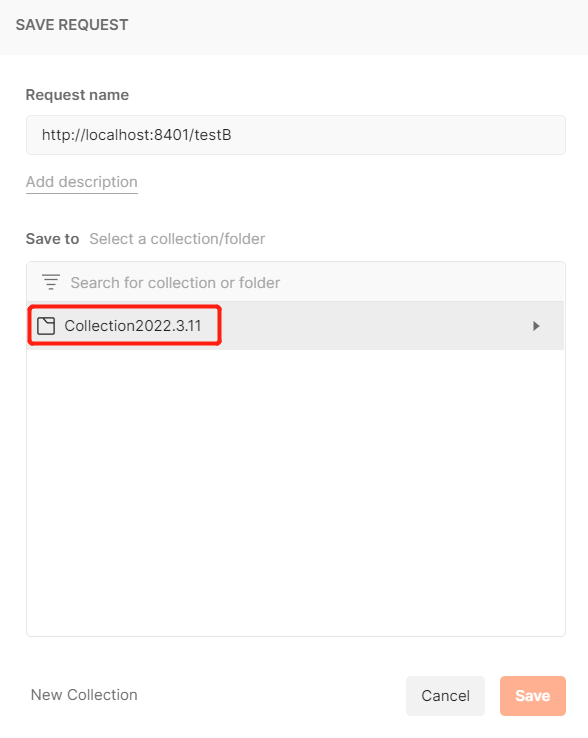 SAVE REQUEST
Request name
http://localhost:8401/testB
Add description
Save to Select a collection/folder
Search for collection or folder
Collection2022.3.11
New Collection Cancel Save